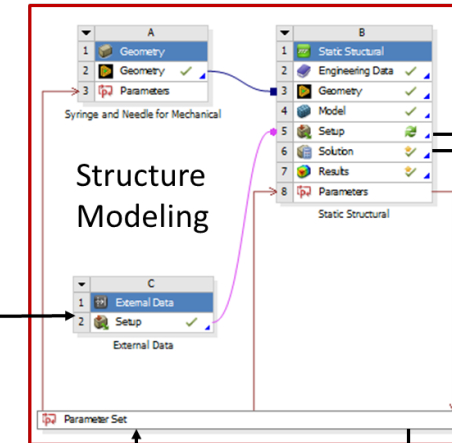 A
1 Geometry
2 Geometry
3 Parameters
Syringe and Needle for Mechanical
B
1 Static Structural
2 Engineering Data
3 Geometry
4 Model
5 Setup
6 Solution
7 Results
8 Parameters
Static Structural
Structure
Modeling
C
1 External Data
2 Setup
External Data
Parameter Set